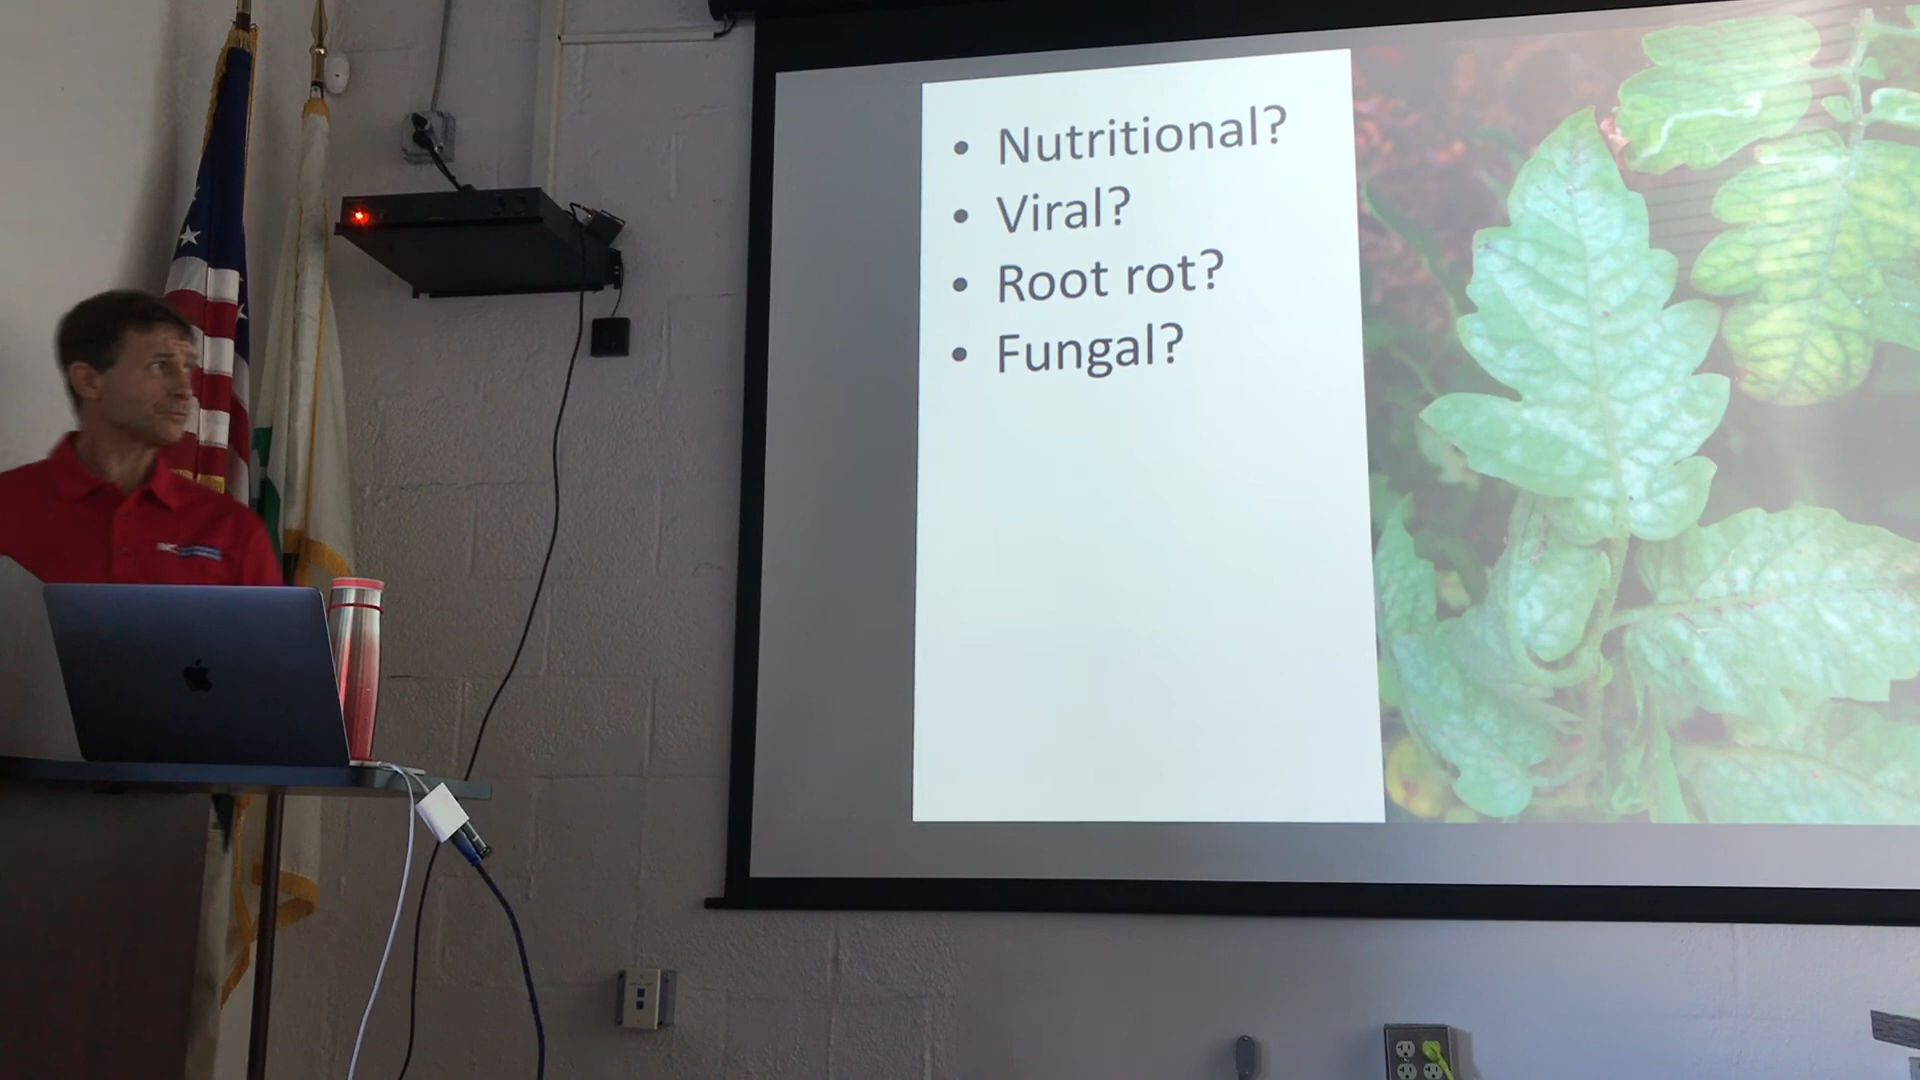 • Nutritional?
• Viral?
• Root rot?
• Fungal?